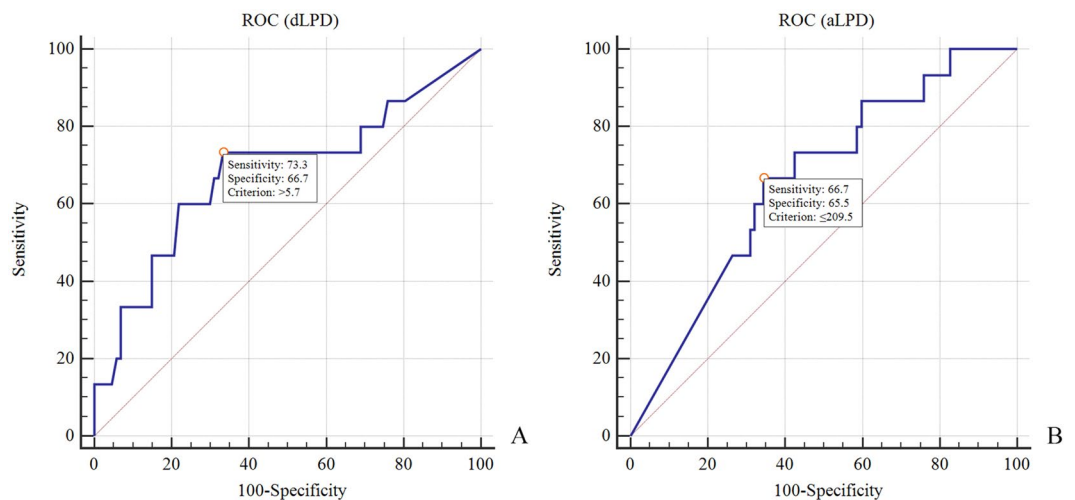 ROC (dLPD)
100
80
60
40
20
0
Sensitivity
Sensitivity: 73.3
Specificity: 66.7
Criterion: >5.7
0 20 40 60 80 100
100-Specificity
A
ROC (aLPD)
100
80
60
40
20
0
Sensitivity
Sensitivity: 66.7
Specificity: 65.5
Criterion: ≤209.5
0 20 40 60 80 100
100-Specificity
B